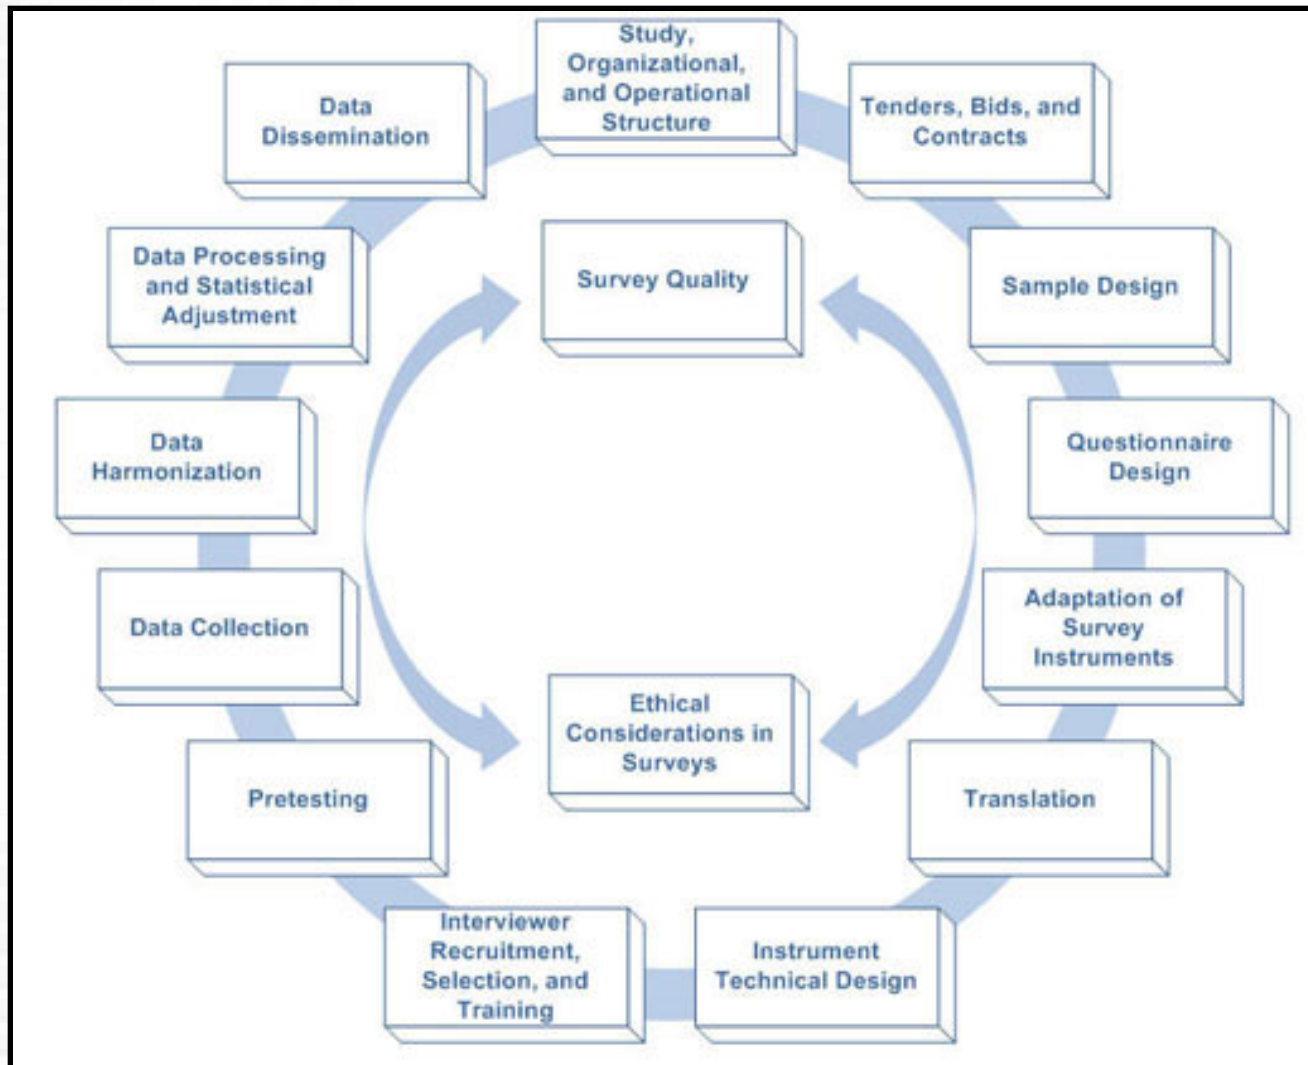 Study,
Organizational,
and Operational
Structure
Tenders, Bids, and
Contracts
Sample Design
Questionnaire
Design
Adaptation of
Survey
Instruments
Translation
Instrument
Technical Design
Interviewer
Recruitment,
Selection, and
Training
Pretesting
Data Collection
Data
Harmonization
Data Processing
and Statistical
Adjustment
Data
Dissemination
Survey Quality
Ethical
Considerations in
Surveys